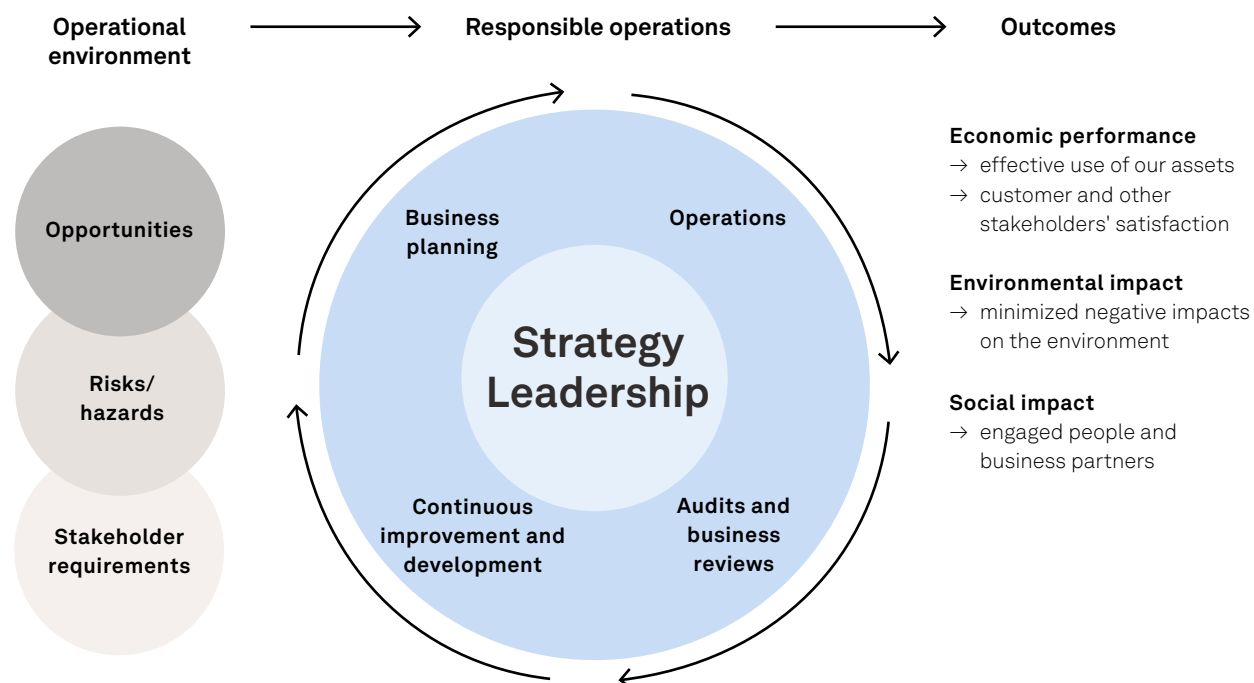 Operational
environment
Responsible operations
Outcomes
Opportunities
Risks/
hazards
Stakeholder
requirements
Business
planning
Operations
Strategy
Leadership
Continuous
improvement and
development
Audits and
business
reviews
Economic performance
→ effective use of our assets
→ customer and other
stakeholders' satisfaction
Environmental impact
→ minimized negative impacts
on the environment
Social impact
→ engaged people and
business partners